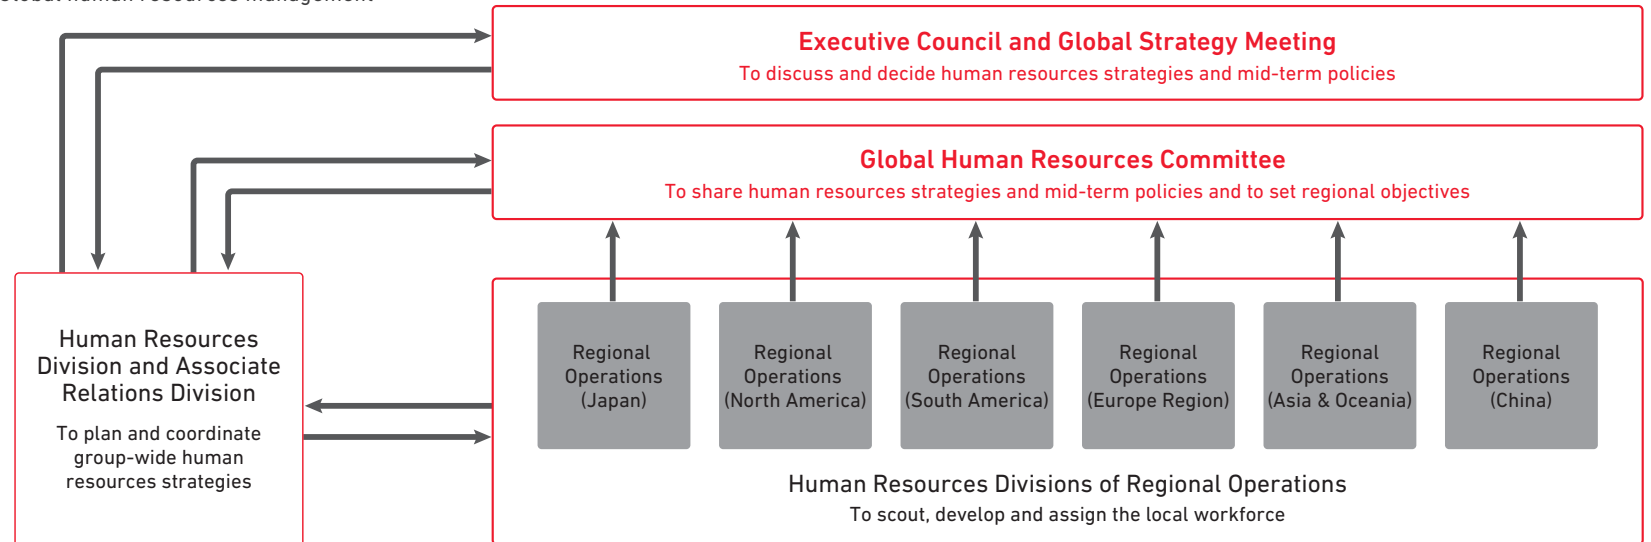 Global human resources management
Executive Council and Global Strategy Meeting
To discuss and decide human resources strategies and mid-term policies
Global Human Resources Committee
To share human resources strategies and mid-term policies and to set regional objectives
Human Resources
Division and Associate
Relations Division
To plan and coordinate
group-wide human
resources strategies
Regional
Operations
(Japan)
Regional
Operations
(North America)
Regional
Operations
(South America)
Regional
Operations
(Europe Region)
Regional
Operations
(Asia & Oceania)
Regional
Operations
(China)
Human Resources Divisions of Regional Operations
To scout, develop and assign the local workforce